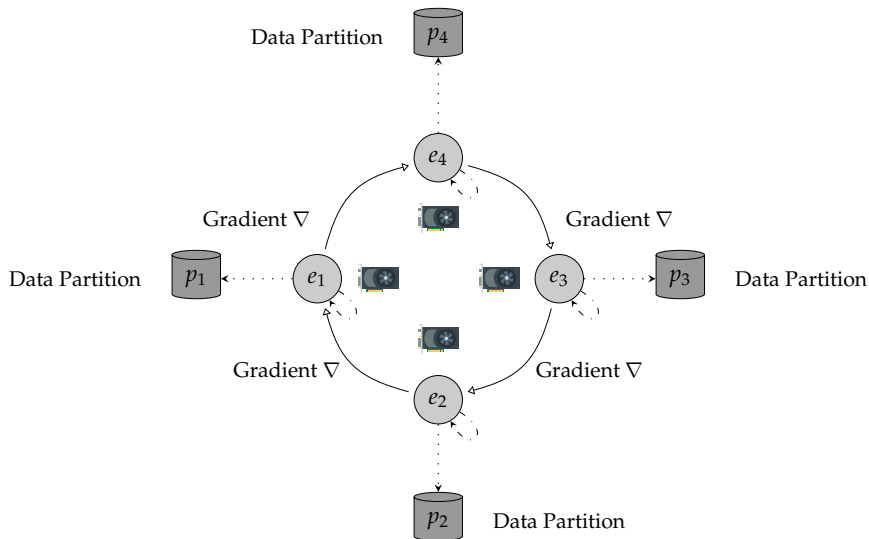 Data Partition
p₄
e₄
Gradient ∇
Gradient ∇
Data Partition
p₁
e₁
e₃
p₃
Data Partition
Gradient ∇
Gradient ∇
e₂
p₂
Data Partition